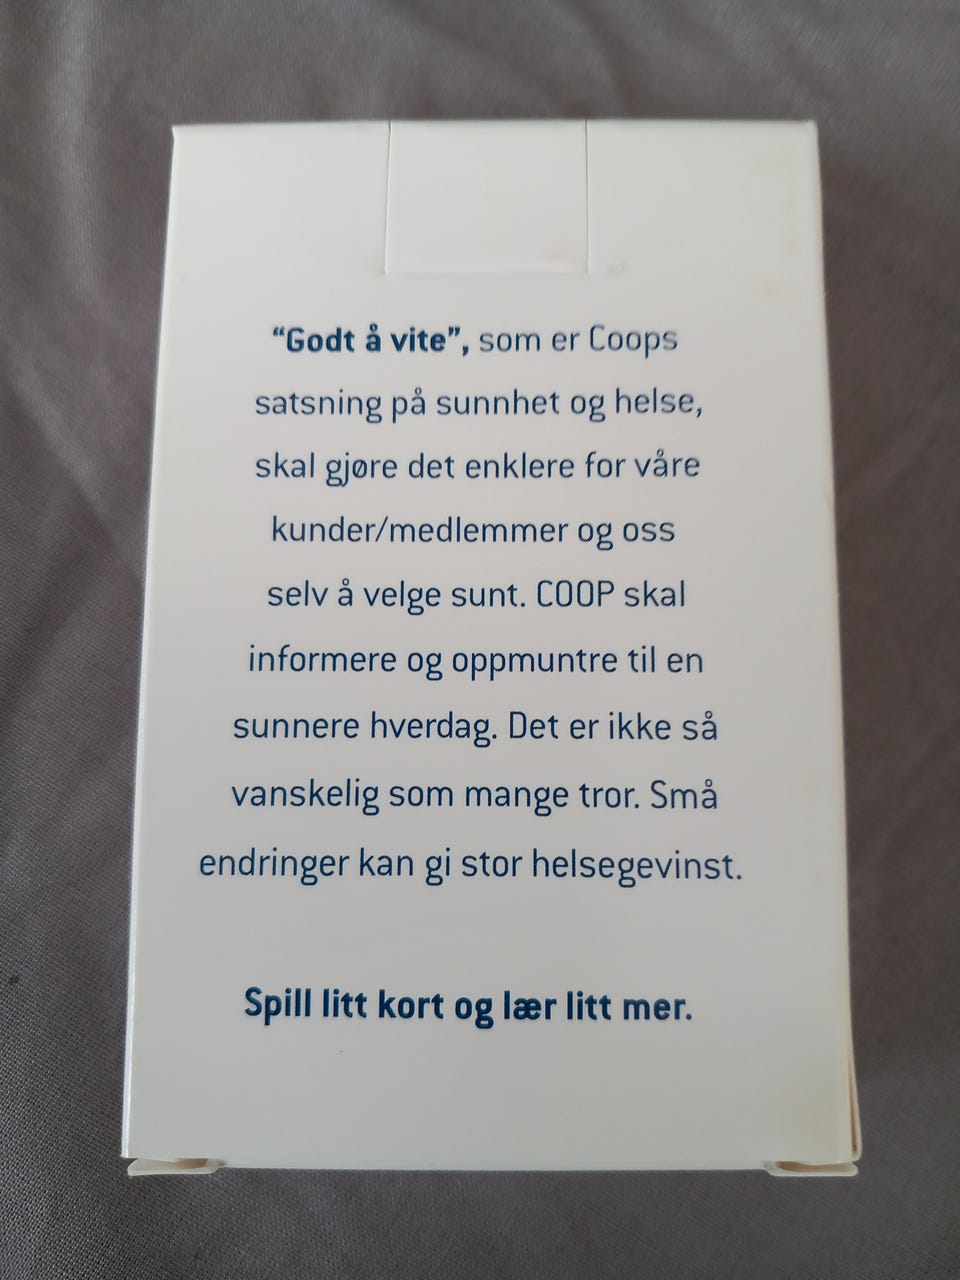 “Godt å vite”, som er Coops
satsning på sunnhet og helse,
skal gjøre det enklere for våre
kunder/medlemmer og oss
selv å velge sunt. COOP skal
informere og oppmuntre til en
sunnere hverdag. Det er ikke så
vanskelig som mange tror. Små
endringer kan gi stor helsegevinst.
Spill litt kort og lær litt mer.